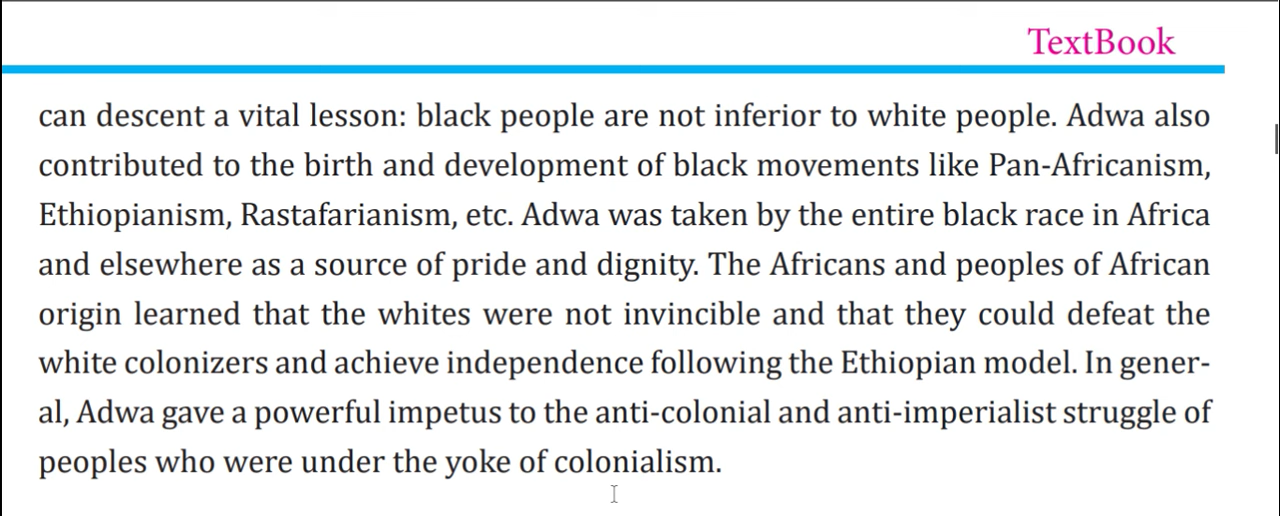 TextBook
can descent a vital lesson: black people are not inferior to white people. Adwa also
contributed to the birth and development of black movements like Pan-Africanism,
Ethiopianism, Rastafarianism, etc. Adwa was taken by the entire black race in Africa
and elsewhere as a source of pride and dignity. The Africans and peoples of African
origin learned that the whites were not invincible and that they could defeat the
white colonizers and achieve independence following the Ethiopian model. In gener-
al, Adwa gave a powerful impetus to the anti-colonial and anti-imperialist struggle of
peoples who were under the yoke of colonialism.